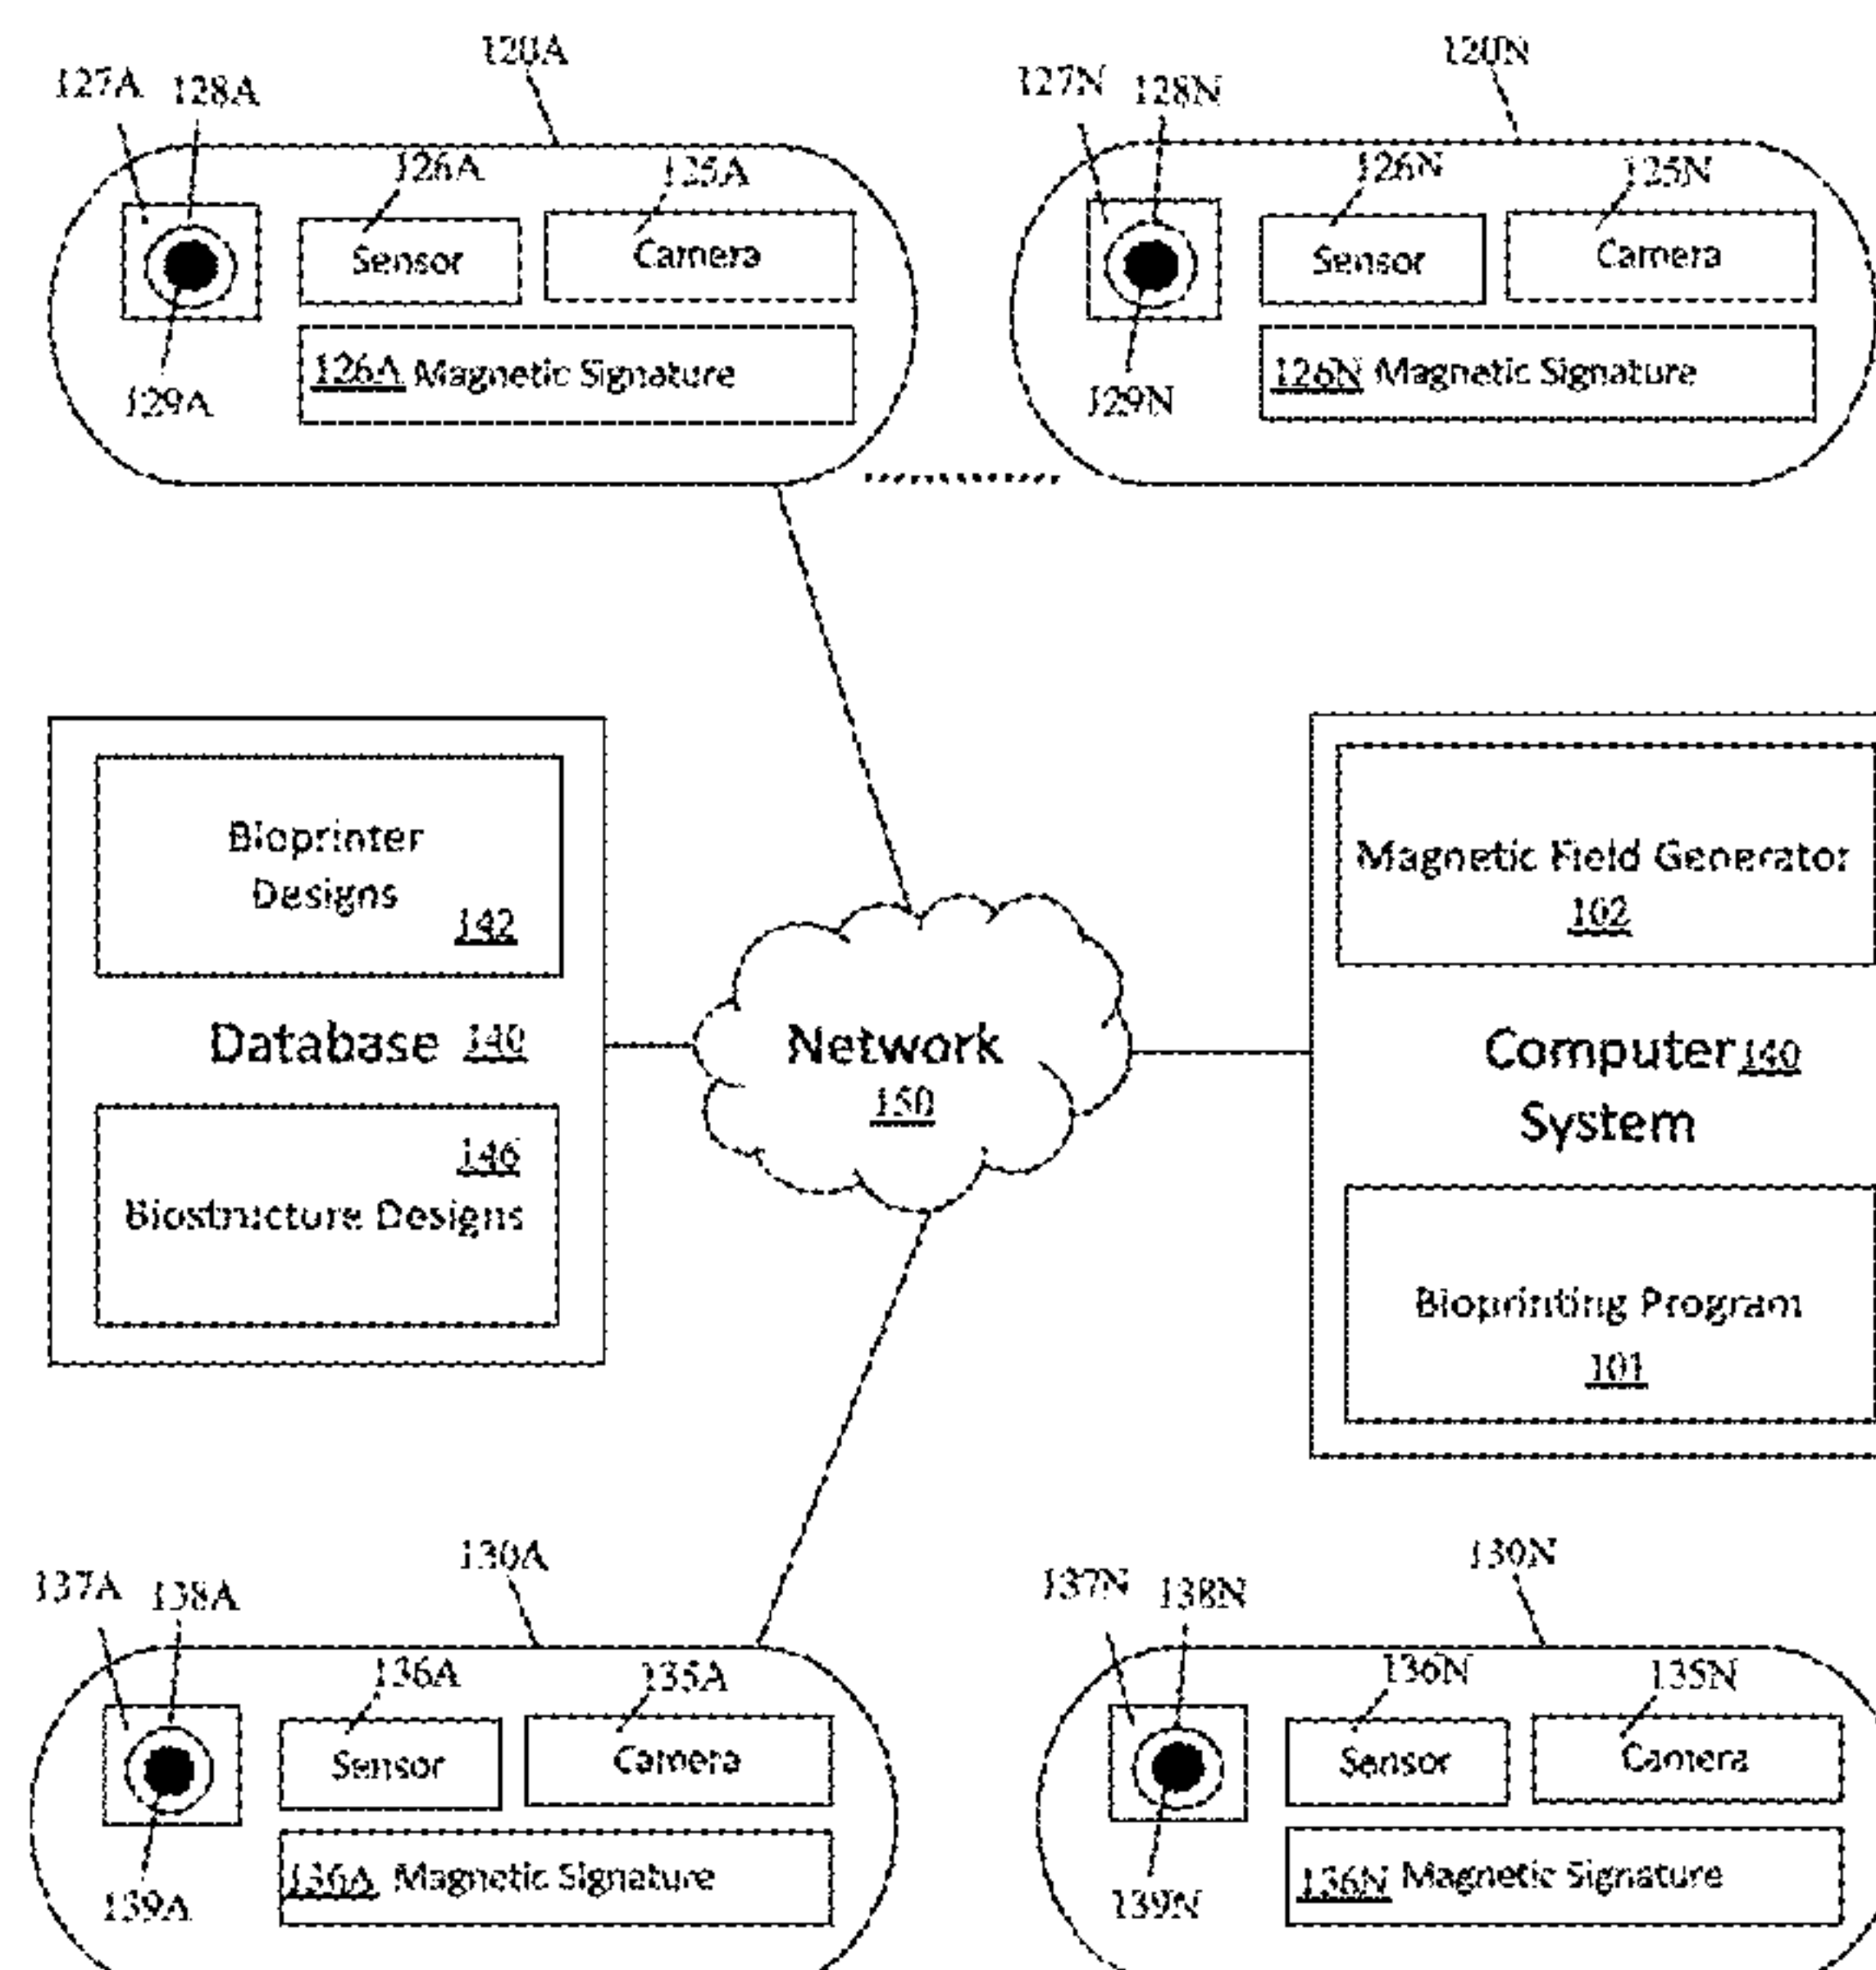 120A
120N
127A 128A
127N 128N
126A
125A
126N
125N
Sensor
Camera
Sensor
Camera
126A Magnetic Signature
126N Magnetic Signature
129A
129N
Bioprinter
Designs
142
Database 140
146
Biostructure Designs
Network
150
Magnetic Field Generator
102
Computer 140
System
Bioprinting Program
101
130A
130N
137A 138A
137N 138N
136A
135A
136N
135N
Sensor
Camera
Sensor
Camera
136A Magnetic Signature
136N Magnetic Signature
139A
139N